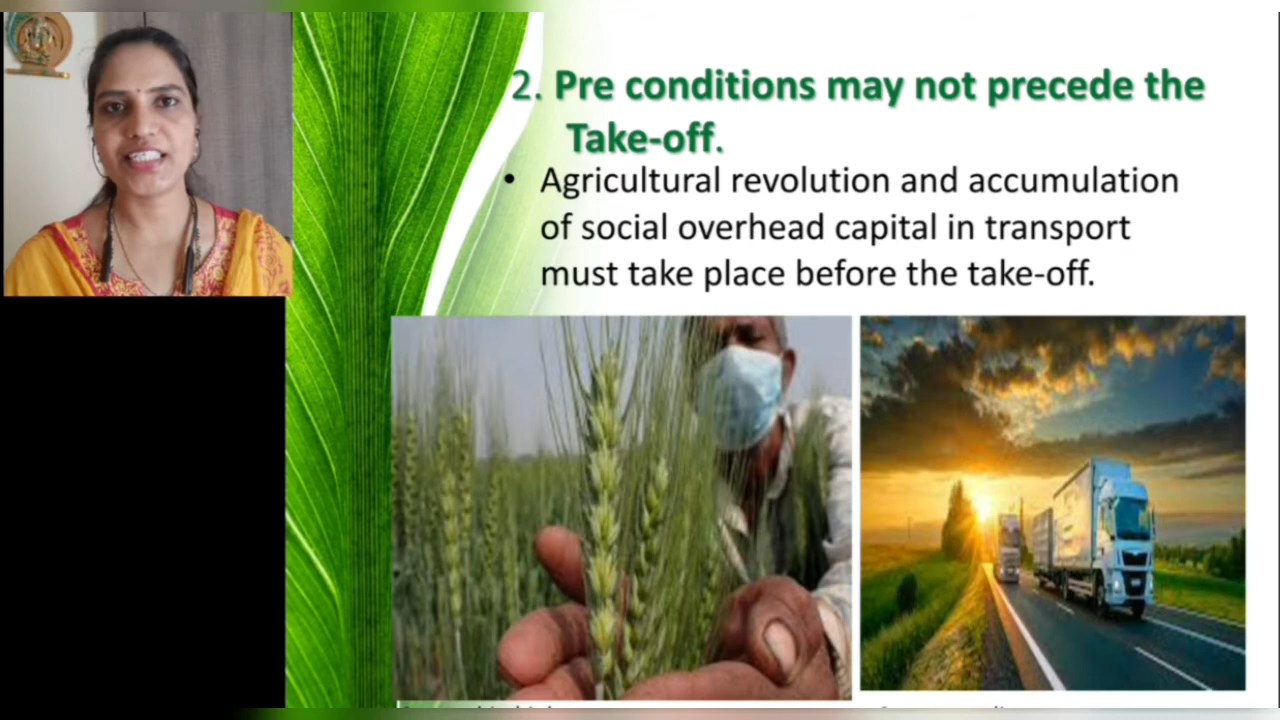 2. Pre conditions may not precede the
Take-off.
• Agricultural revolution and accumulation
of social overhead capital in transport
must take place before the take-off.